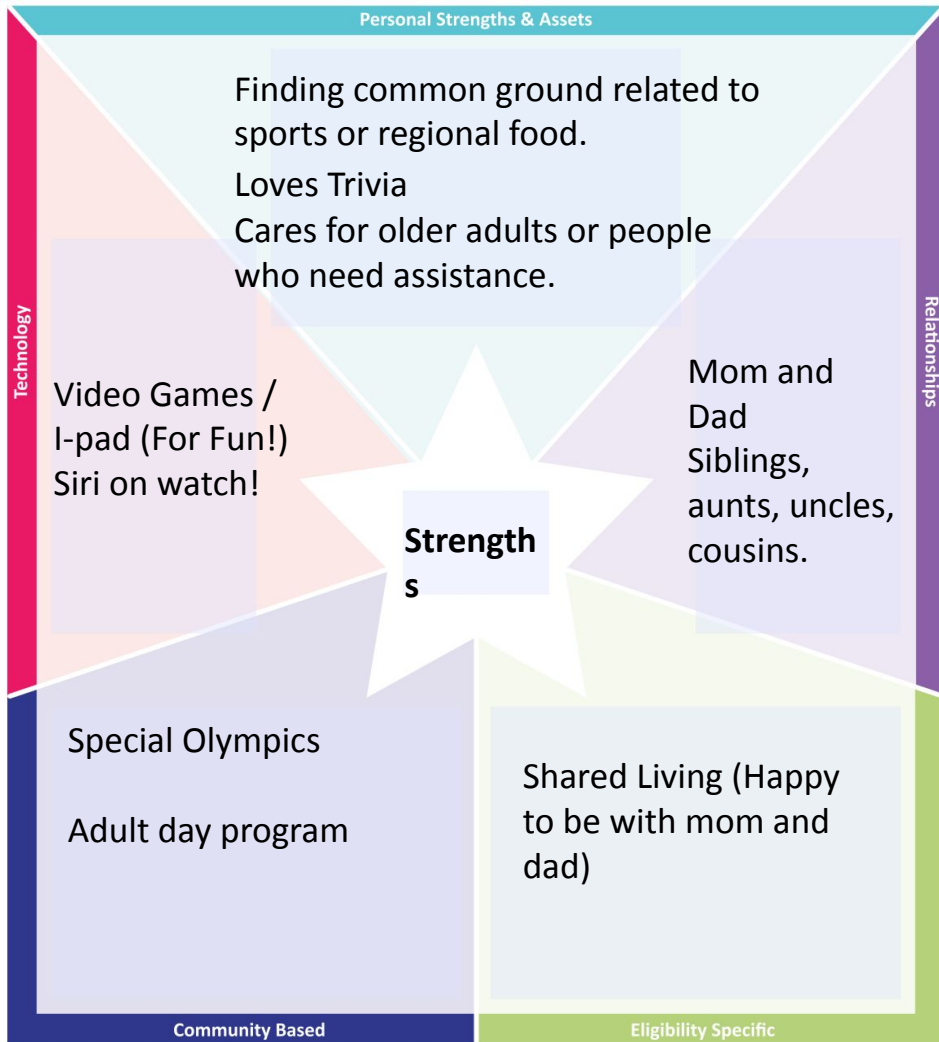 Personal Strengths & Assets
Finding common ground related to
sports or regional food.
Loves Trivia
Cares for older adults or people
who need assistance.
Technology
Video Games /
I-pad (For Fun!)
Siri on watch!
Relationships
Mom and
Dad
Siblings,
aunts, uncles,
cousins.
Strength
s
Special Olympics
Adult day program
Community Based
Shared Living (Happy
to be with mom and
dad)
Eligibility Specific